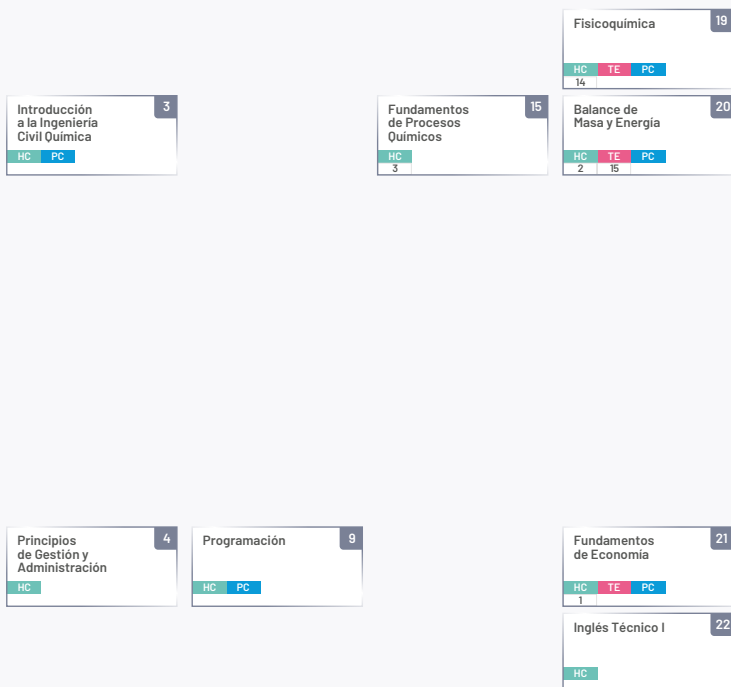 Fisicoquímica 19
HC TE PC
14
Introducción 3
a la Ingeniería
Civil Química
HC PC
Fundamentos 15
de Procesos
Químicos
HC
3
Balance de 20
Masa y Energía
HC TE PC
2 15
Principios 4
de Gestión y
Administración
HC
Programación 9
HC PC
Fundamentos 21
de Economía
HC TE PC
1
Inglés Técnico I 22
HC